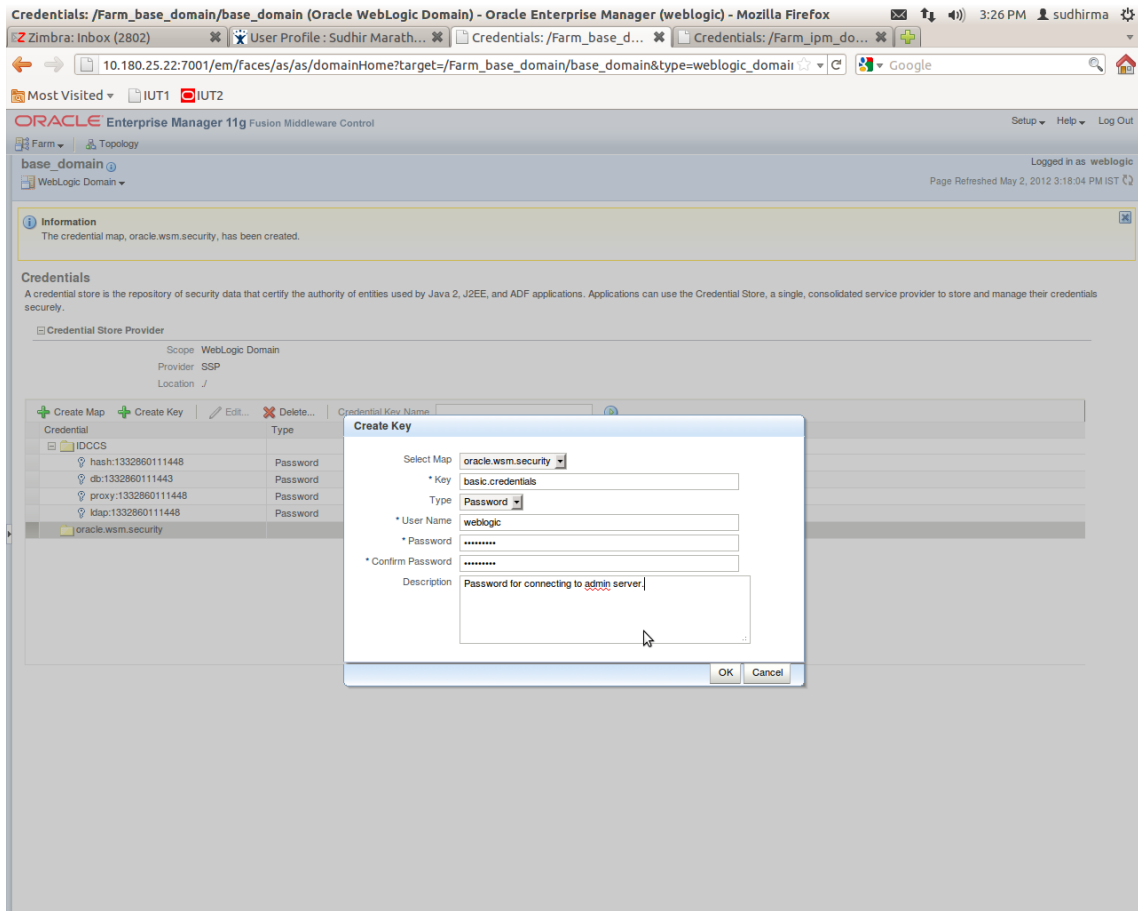 Credentials: /Farm_base_domain/base_domain (Oracle WebLogic Domain) - Oracle Enterprise Manager (weblogic) - Mozilla Firefox 3:26 PM sudhirma
Zimbra: Inbox (2802) User Profile : Sudhir Marath... Credentials: /Farm_base_d... Credentials: /Farm_ipm_do...
10.180.25.22:7001/em/faces/as/as/domainHome?target=/Farm_base_domain/base_domain&type=weblogic_domain Google
Most Visited IUT1 IUT2
ORACLE Enterprise Manager 11g Fusion Middleware Control Setup Help Log Out
Farm Topology
base_domain Logged in as weblogic
WebLogic Domain Page Refreshed May 2, 2012 3:18:04 PM IST
Information
The credential map, oracle.wsm.security, has been created.
Credentials
A credential store is the repository of security data that certify the authority of entities used by Java 2, J2EE, and ADF applications. Applications can use the Credential Store, a single, consolidated service provider to store and manage their credentials
securely.
Credential Store Provider
Scope WebLogic Domain
Provider SSP
Location ./
Create Map Create Key Edit... Delete... Credential Key Name
Credential Type
IDCCS
hash:1332860111448 Password
db:1332860111443 Password
proxy:1332860111448 Password
ldap:1332860111448 Password
oracle.wsm.security
Create Key
Select Map oracle.wsm.security
* Key basic.credentials
Type Password
* User Name weblogic
* Password •••••••••
* Confirm Password •••••••••
Description Password for connecting to admin server.
OK Cancel